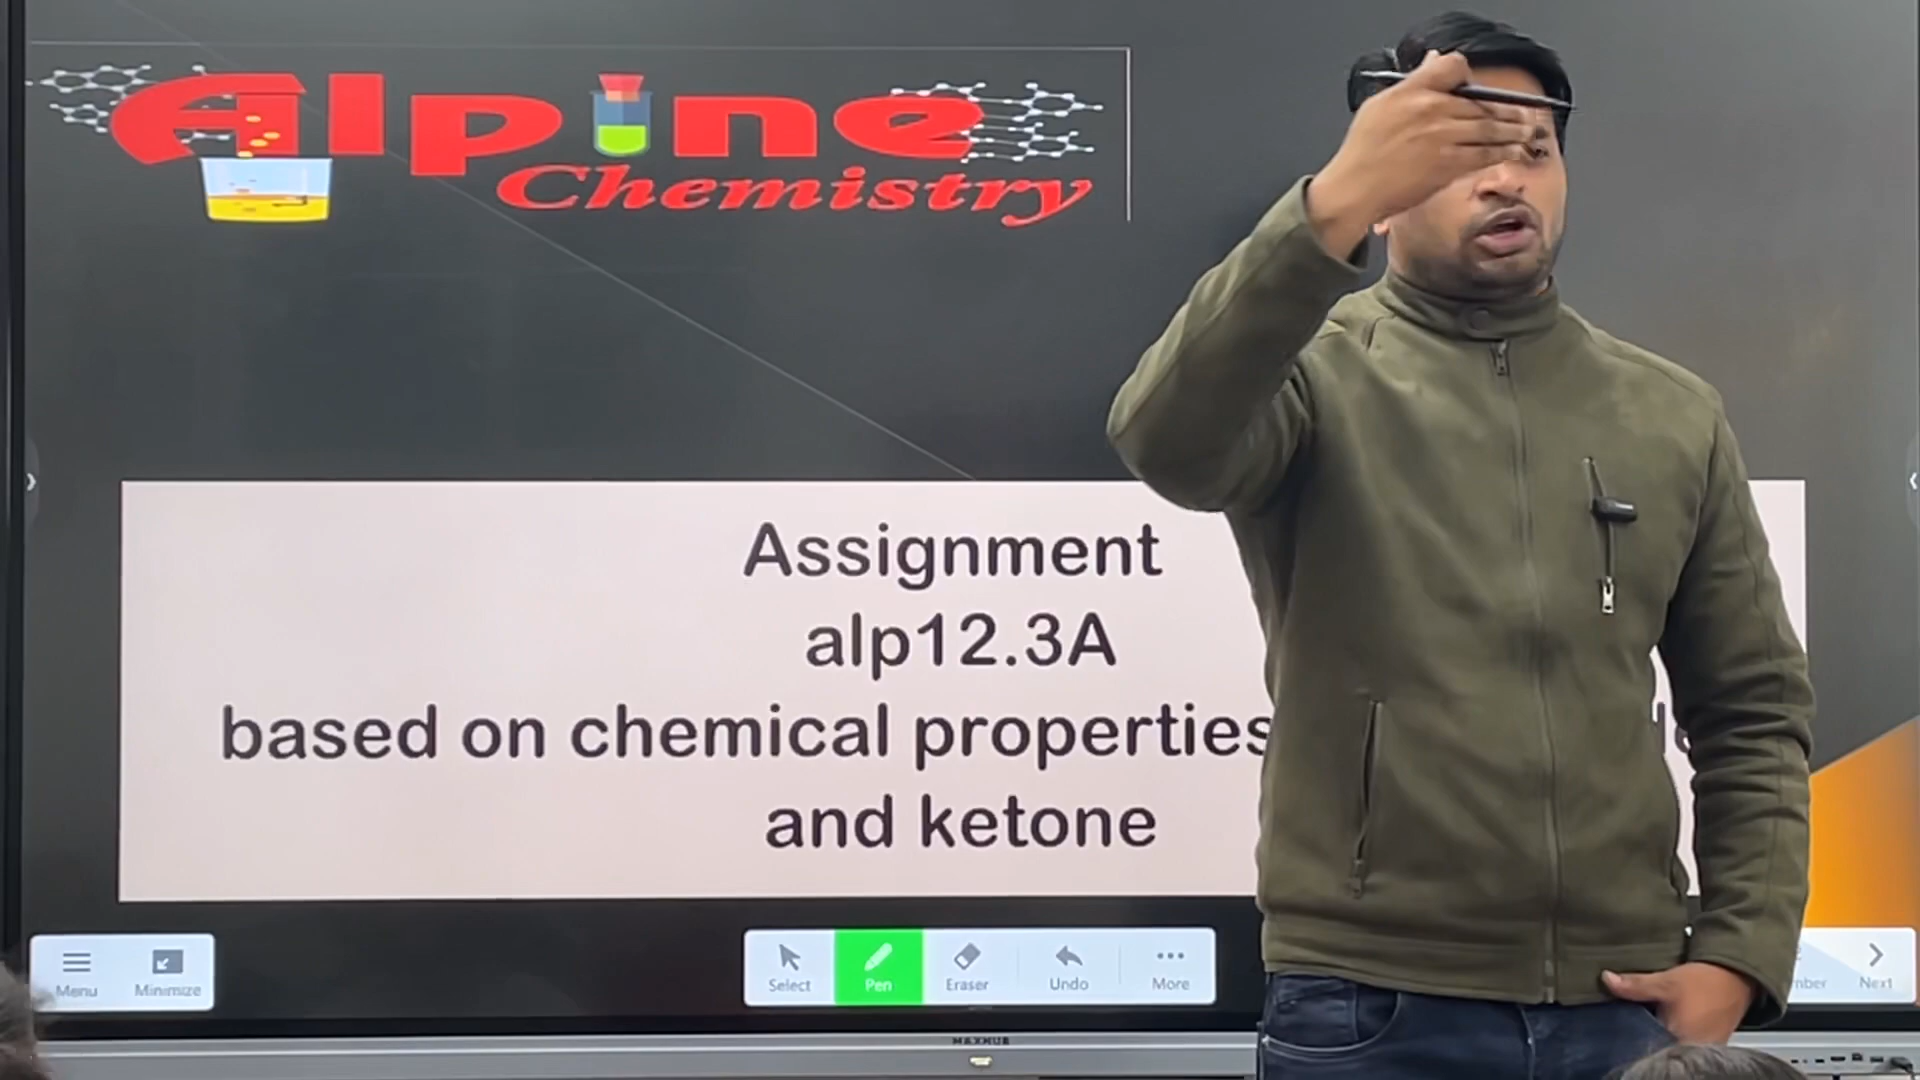 Alpine
Chemistry
Assignment
alp12.3A
based on chemical properties
and ketone
Menu
Minimize
Select
Pen
Eraser
Undo
More
Next
MAXHUB